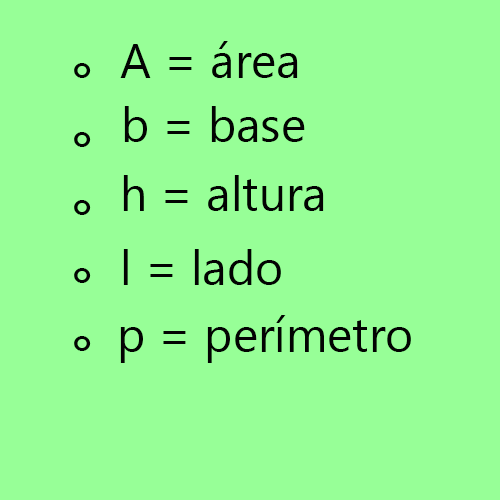 A = área
b = base
h = altura
l = lado
p = perímetro